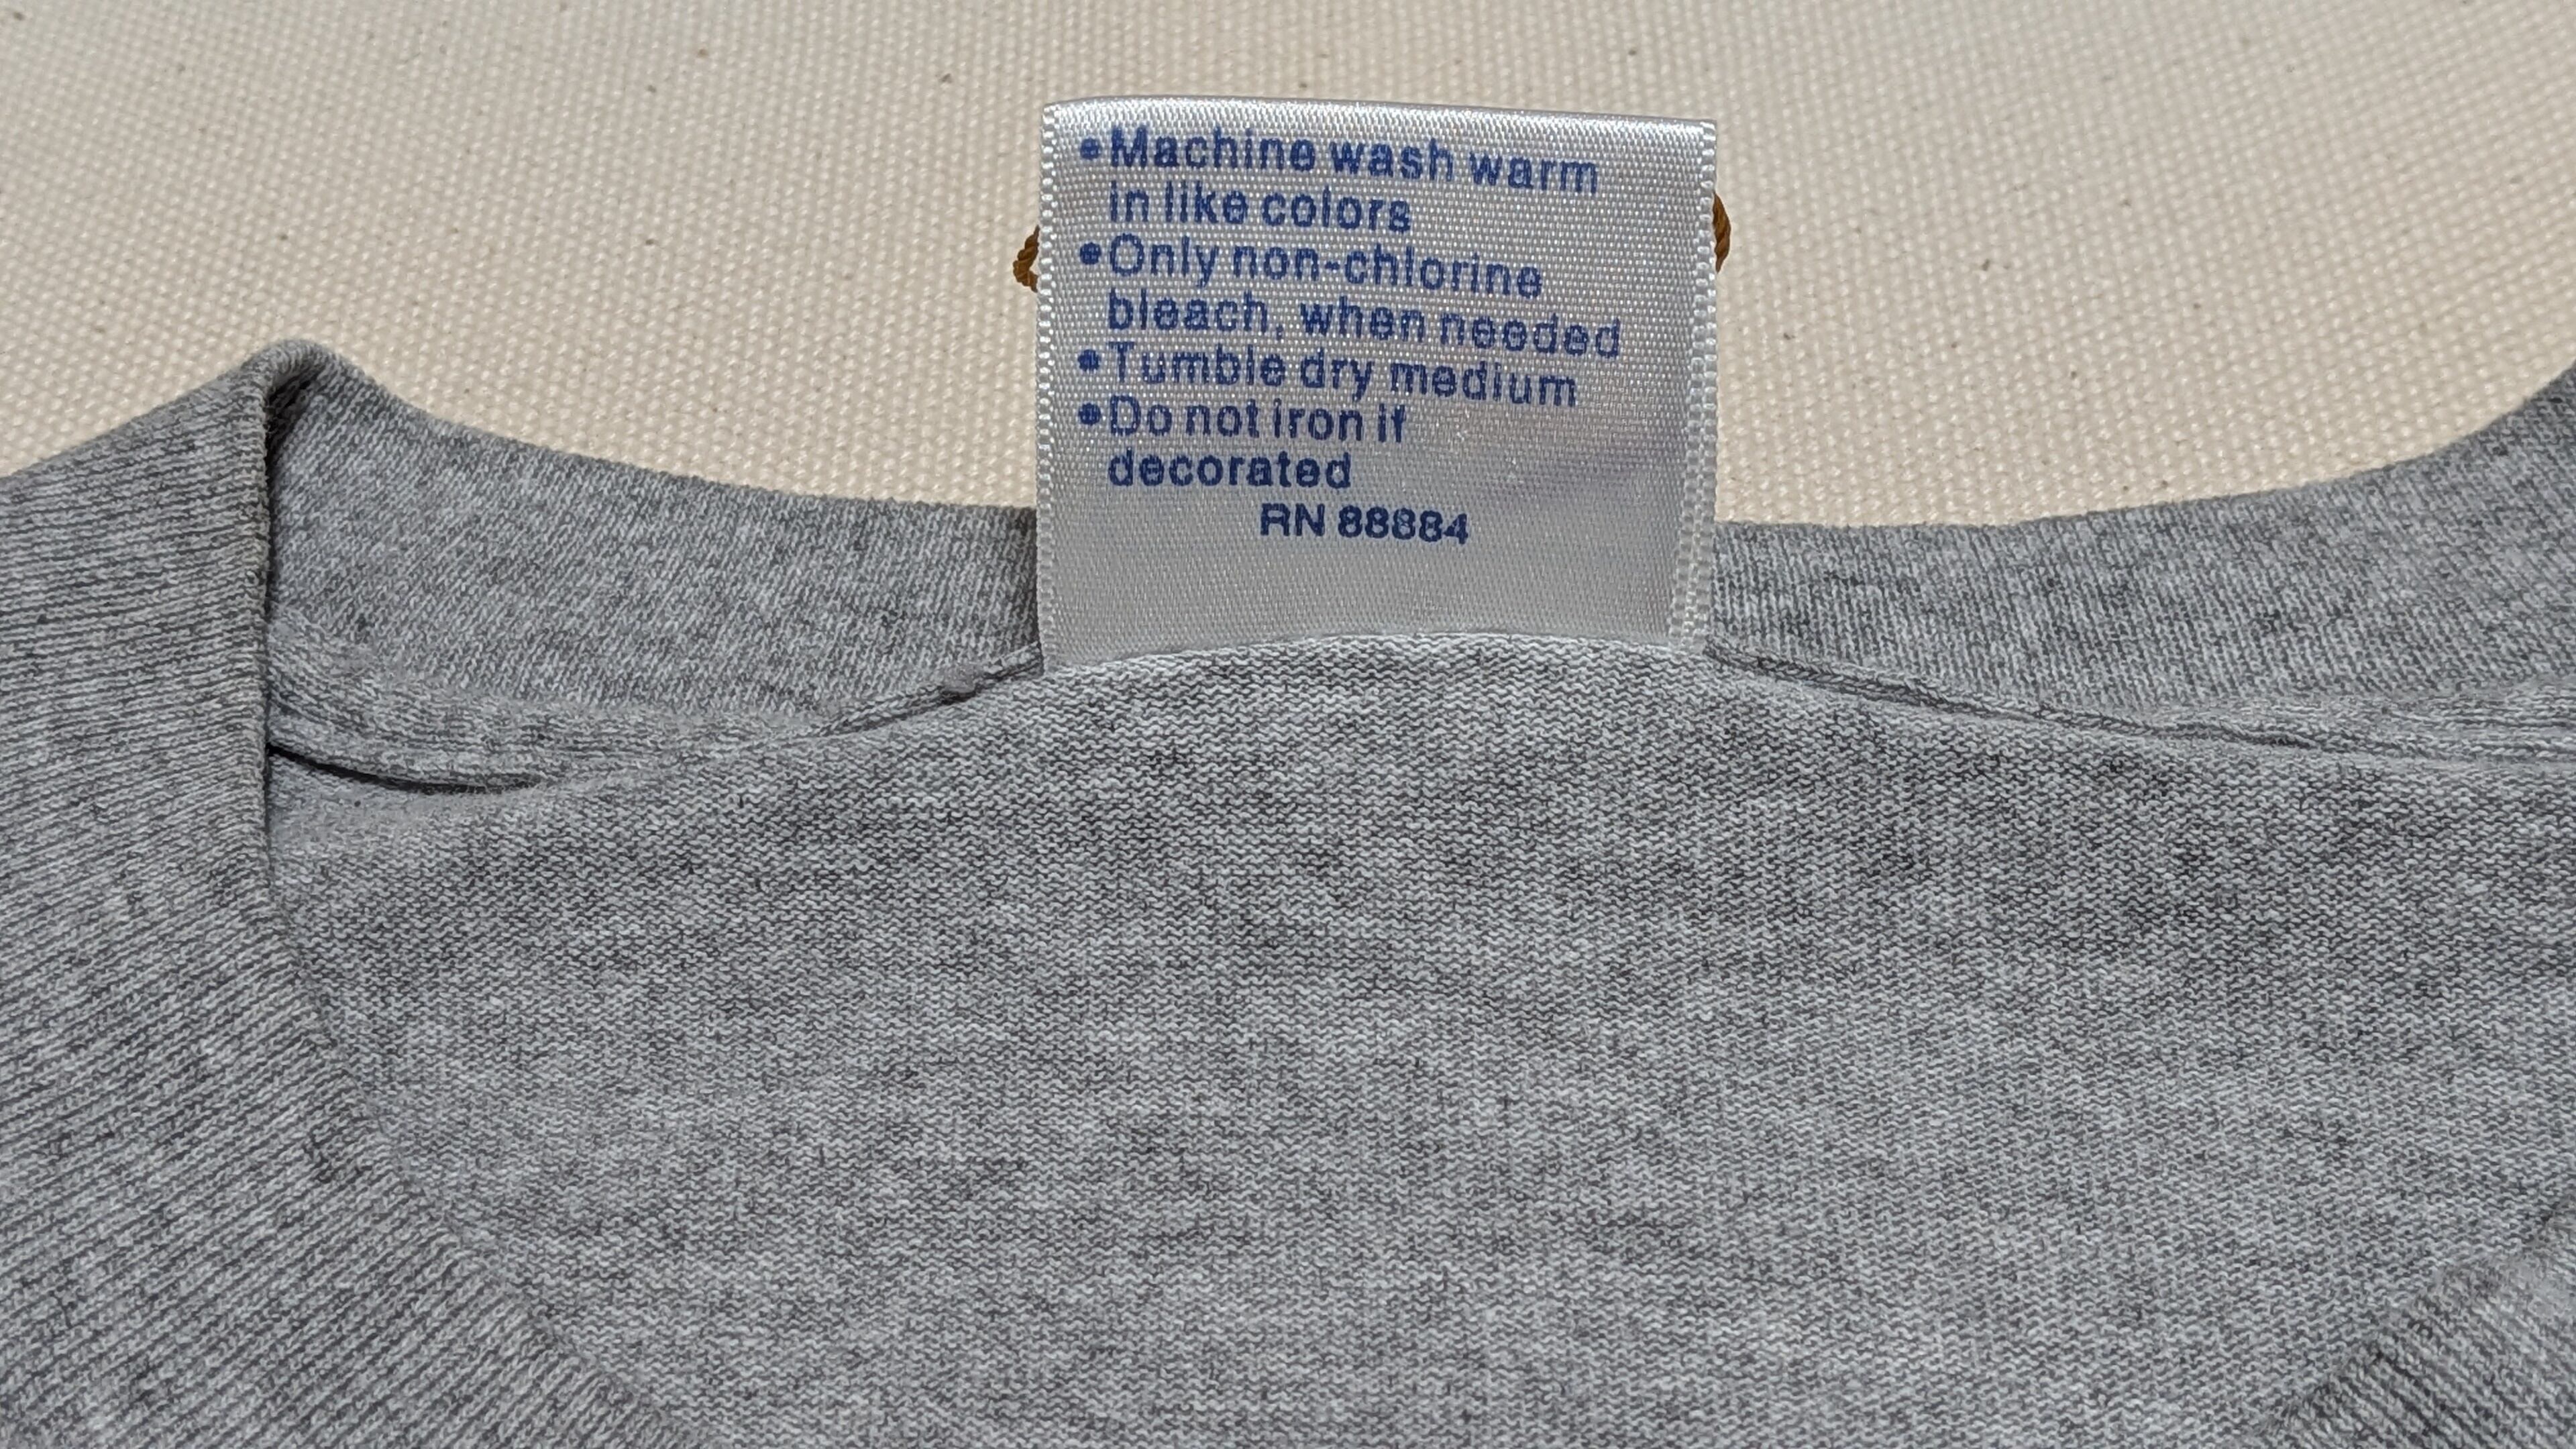 •Machine wash warm
in like colors
•Only non-chlorine
bleach, when needed
•Tumble dry medium
•Do not iron if
decorated
RN 88884